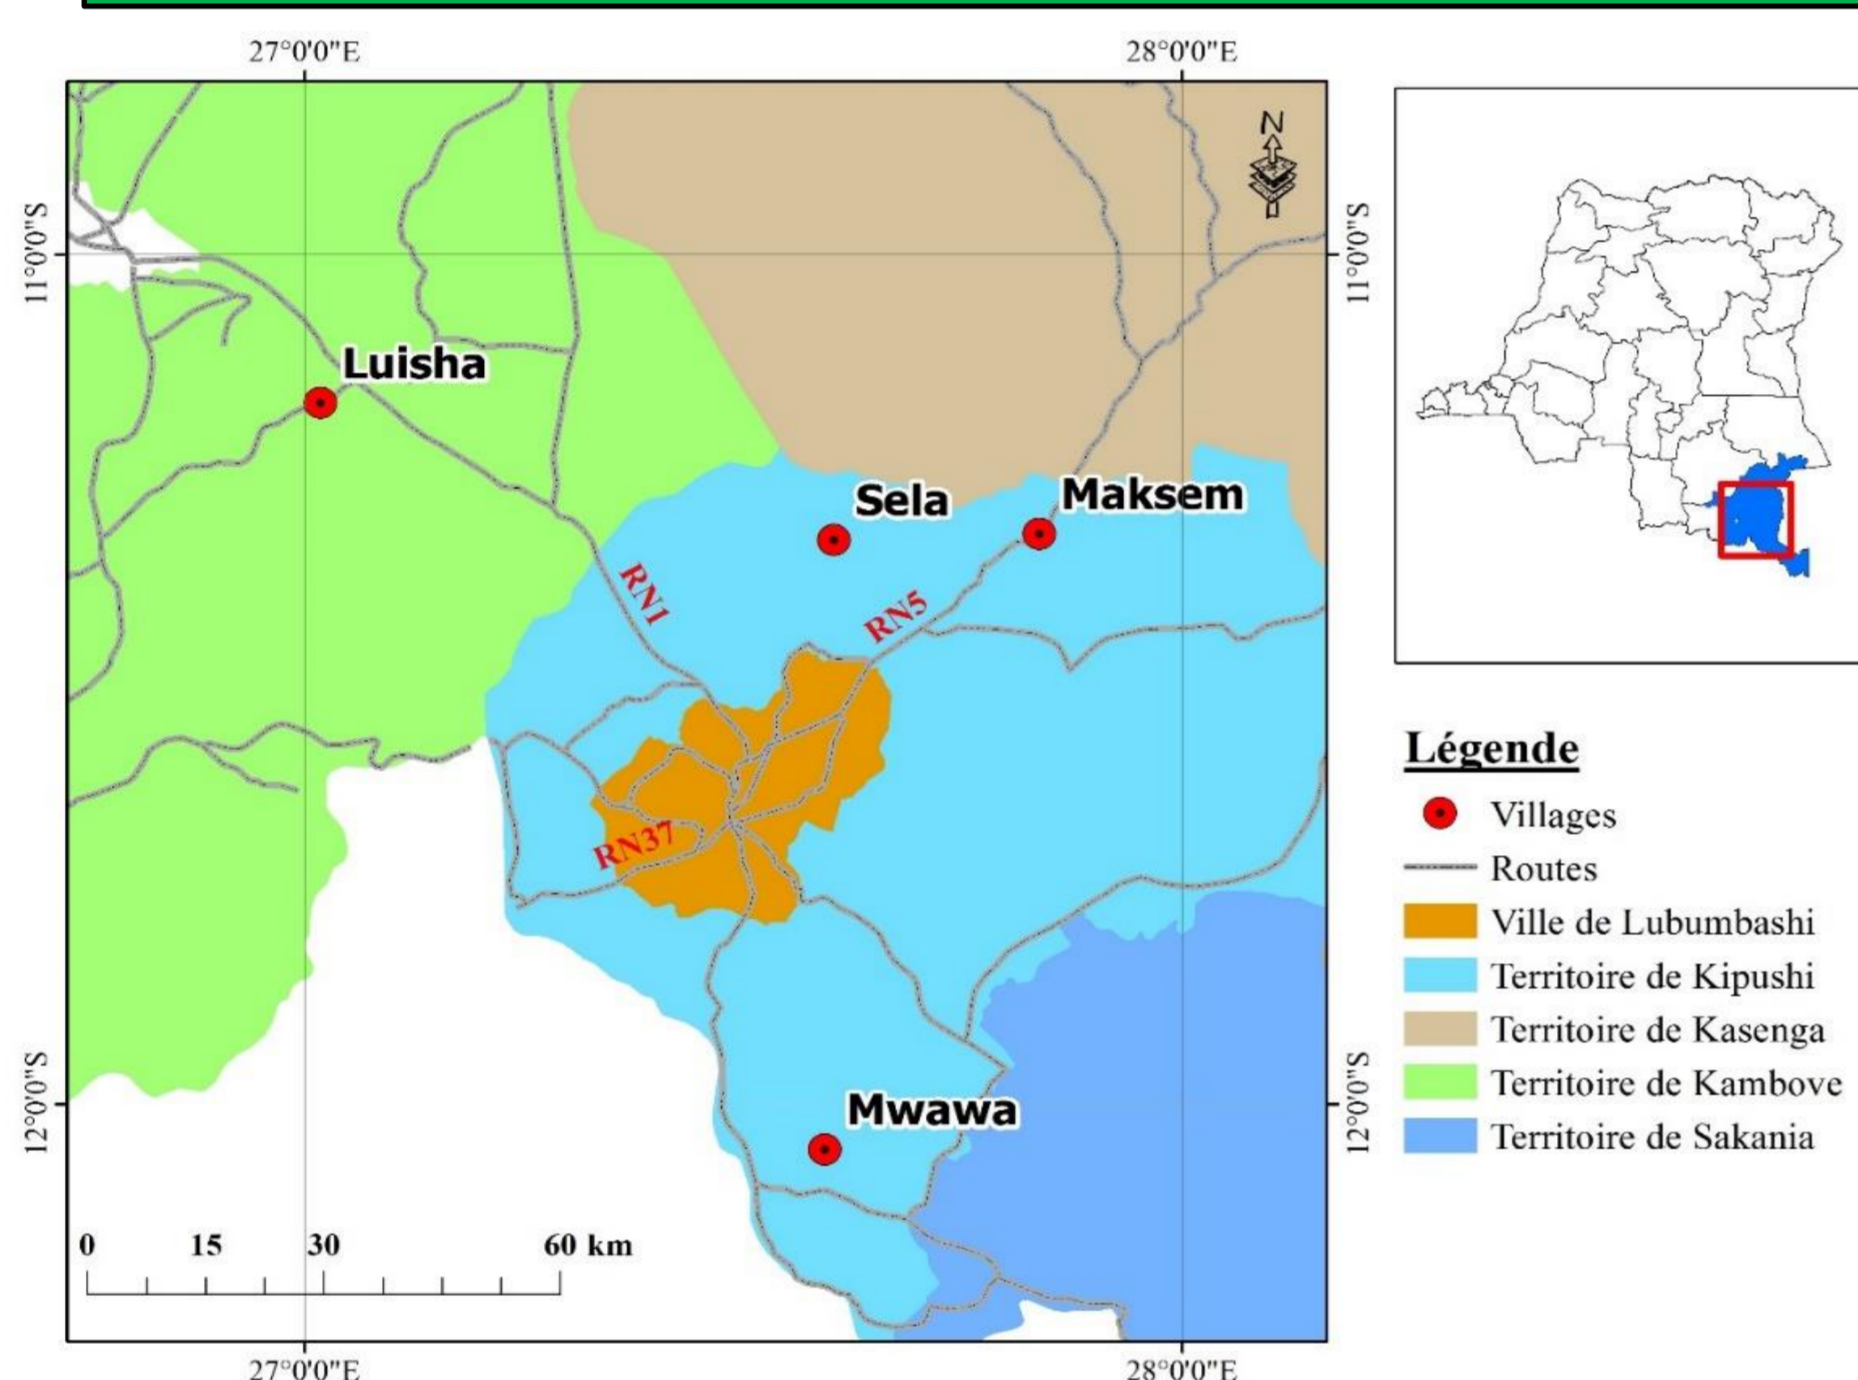 27°0'0"E
28°0'0"E
N
11°0'0"S
11°0'0"S
Luisha
Sela
Maksem
RN1
RN5
RN37
Mwawa
12°0'0"S
12°0'0"S
0 15 30 60 km
27°0'0"E
28°0'0"E
Légende
Villages
Routes
Ville de Lubumbashi
Territoire de Kipushi
Territoire de Kasenga
Territoire de Kambove
Territoire de Sakania